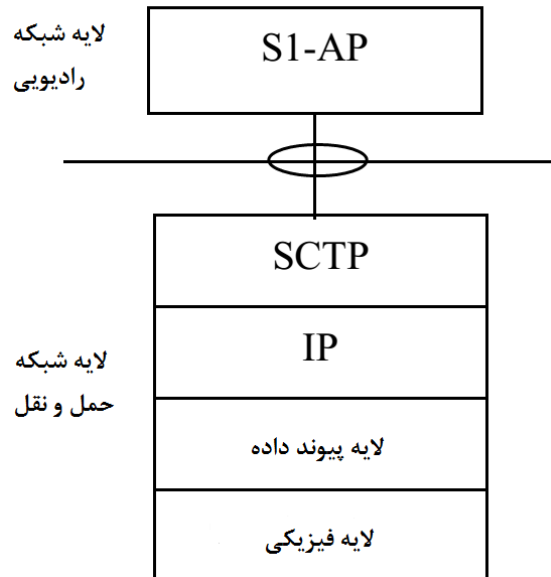 لایه شبکه
رادیویی
S1-AP
SCTP
IP
لایه شبکه
حمل و نقل
لایه پیوند داده
لایه فیزیکی